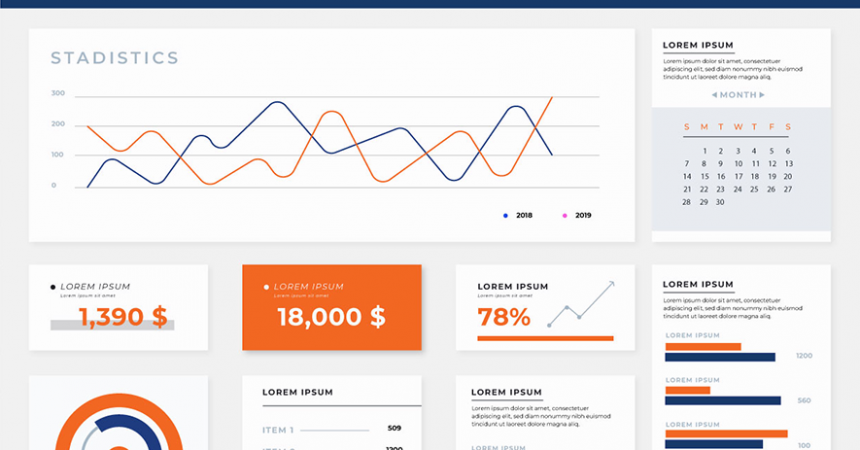 STADISTICS
300
200
100
0
2018 2019
LOREM IPSUM
Lorem ipsum dolor sit amet, consectetuer
adipiscing elit, sed diam nonummy nibh euismod
tincidunt ut laoreet dolore magna aliq.
MONTH
S M T W T F S
1 2 3 4 5 6
7 8 9 10 11 12 13
14 15 16 17 18 19 20
21 22 23 24 25 26 27
28 29 30
LOREM IPSUM
Lorem ipsum sit amet
1,390 $
LOREM IPSUM
Lorem ipsum sit amet
18,000 $
LOREM IPSUM
Lorem ipsum sit amet
78%
LOREM IPSUM
Lorem ipsum dolor sit amet, consectetuer
adipiscing elit, sed diam nonummy nibh euismod
tincidunt ut laoreet dolore magna aliq.
LOREM IPSUM
1200
LOREM IPSUM
560
LOREM IPSUM
100
LOREM IPSUM
ITEM 1 509
LOREM IPSUM
Lorem ipsum dolor sit amet, consectetuer
adipiscing elit, sed diam nonummy nibh euismod
tincidunt ut laoreet dolore magna aliq.
LOREM IPSUM